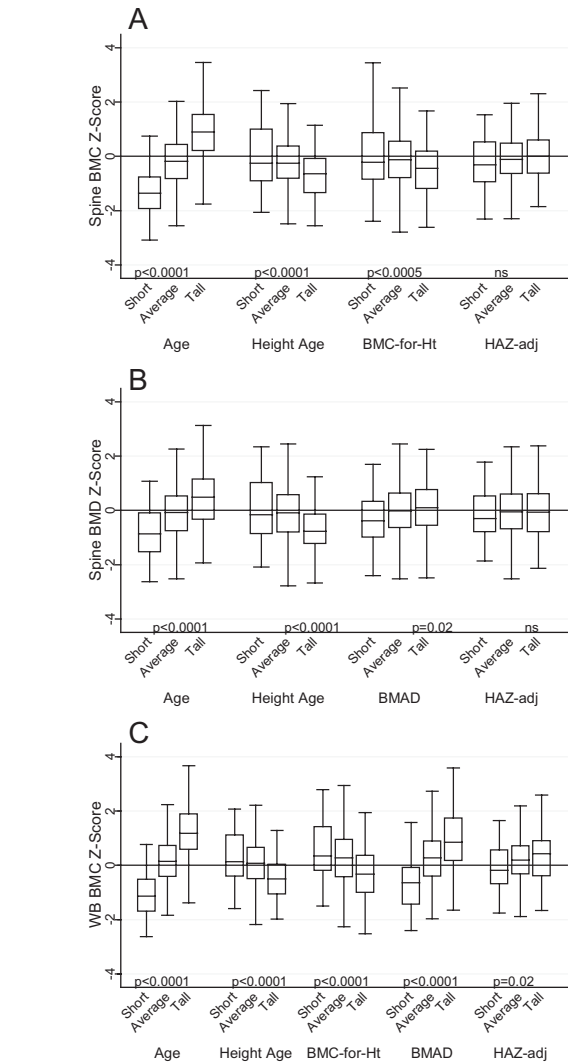 A
Spine BMC Z-Score
4
2
0
-2
-4
p<0.0001 p<0.0001 p<0.0005 ns
Short Average Tall Short Average Tall Short Average Tall Short Average Tall
Age Height Age BMC-for-Ht HAZ-adj
B
Spine BMD Z-Score
4
2
0
-2
-4
p<0.0001 p<0.0001 p=0.02 ns
Short Average Tall Short Average Tall Short Average Tall Short Average Tall
Age Height Age BMAD HAZ-adj
C
WB BMC Z-Score
4
2
0
-2
-4
p<0.0001 p<0.0001 p<0.0001 p<0.0001 p=0.02
Short Average Tall Short Average Tall Short Average Tall Short Average Tall Short Average Tall
Age Height Age BMC-for-Ht BMAD HAZ-adj